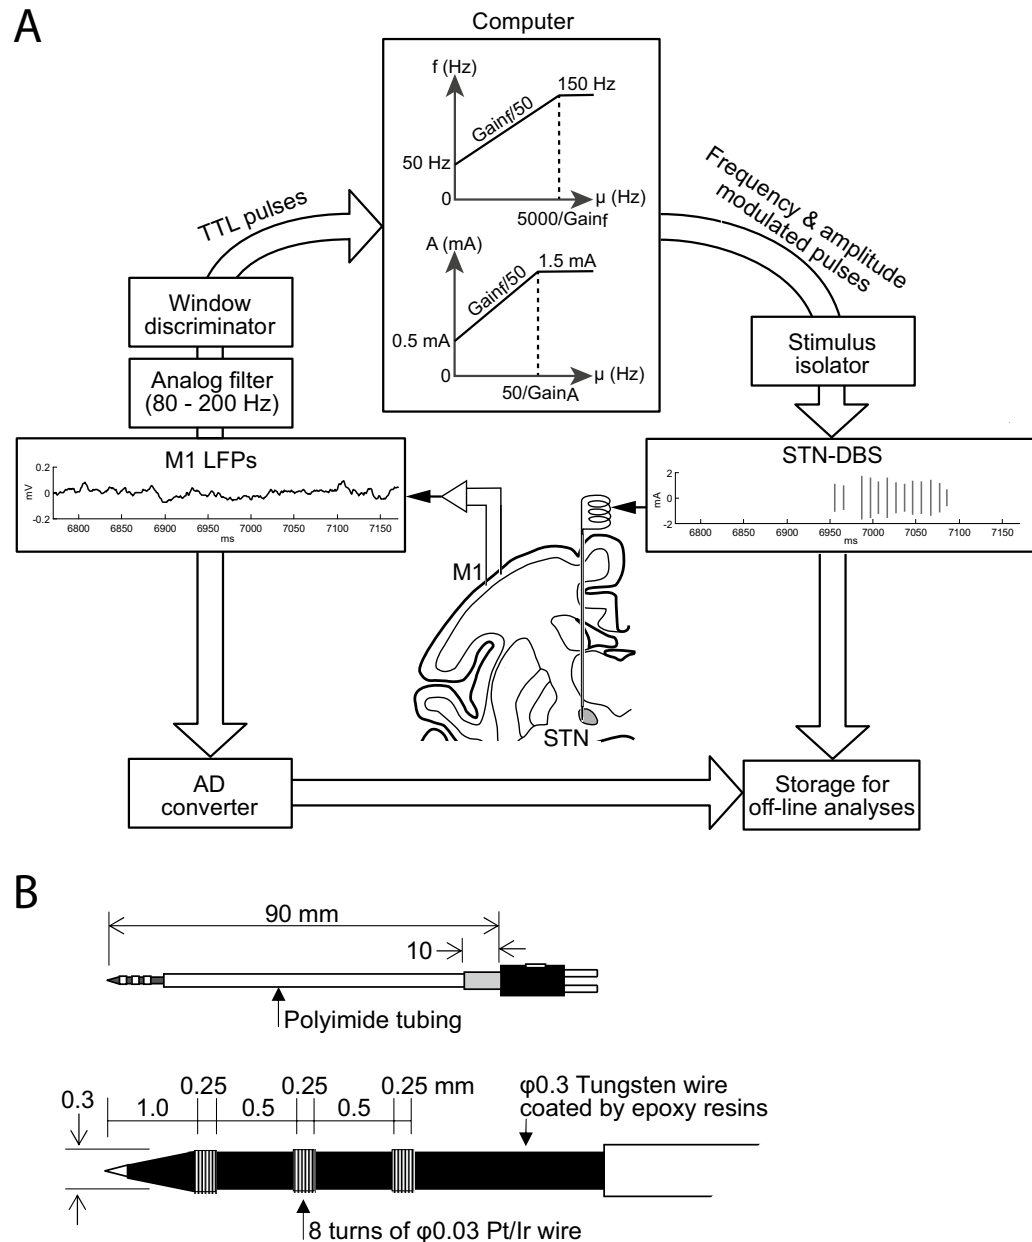 A
Computer
f (Hz)
150 Hz
Gainf/50
50 Hz
0
μ (Hz)
5000/Gainf
A (mA)
1.5 mA
Gainf/50
0.5 mA
0
μ (Hz)
50/GainA
TTL pulses
Frequency & amplitude
modulated pulses
Window
discriminator
Analog filter
(80 - 200 Hz)
Stimulus
isolator
M1 LFPs
0.2
0
-0.2
mV
6800 6850 6900 6950 7000 7050 7100 7150
ms
STN-DBS
2
0
-2
mA
6800 6850 6900 6950 7000 7050 7100 7150
ms
M1
STN
AD
converter
Storage for
off-line analyses
B
90 mm
10
Polyimide tubing
0.25 0.25 0.25 mm
0.3
1.0 0.5 0.5
φ0.3 Tungsten wire
coated by epoxy resins
8 turns of φ0.03 Pt/Ir wire